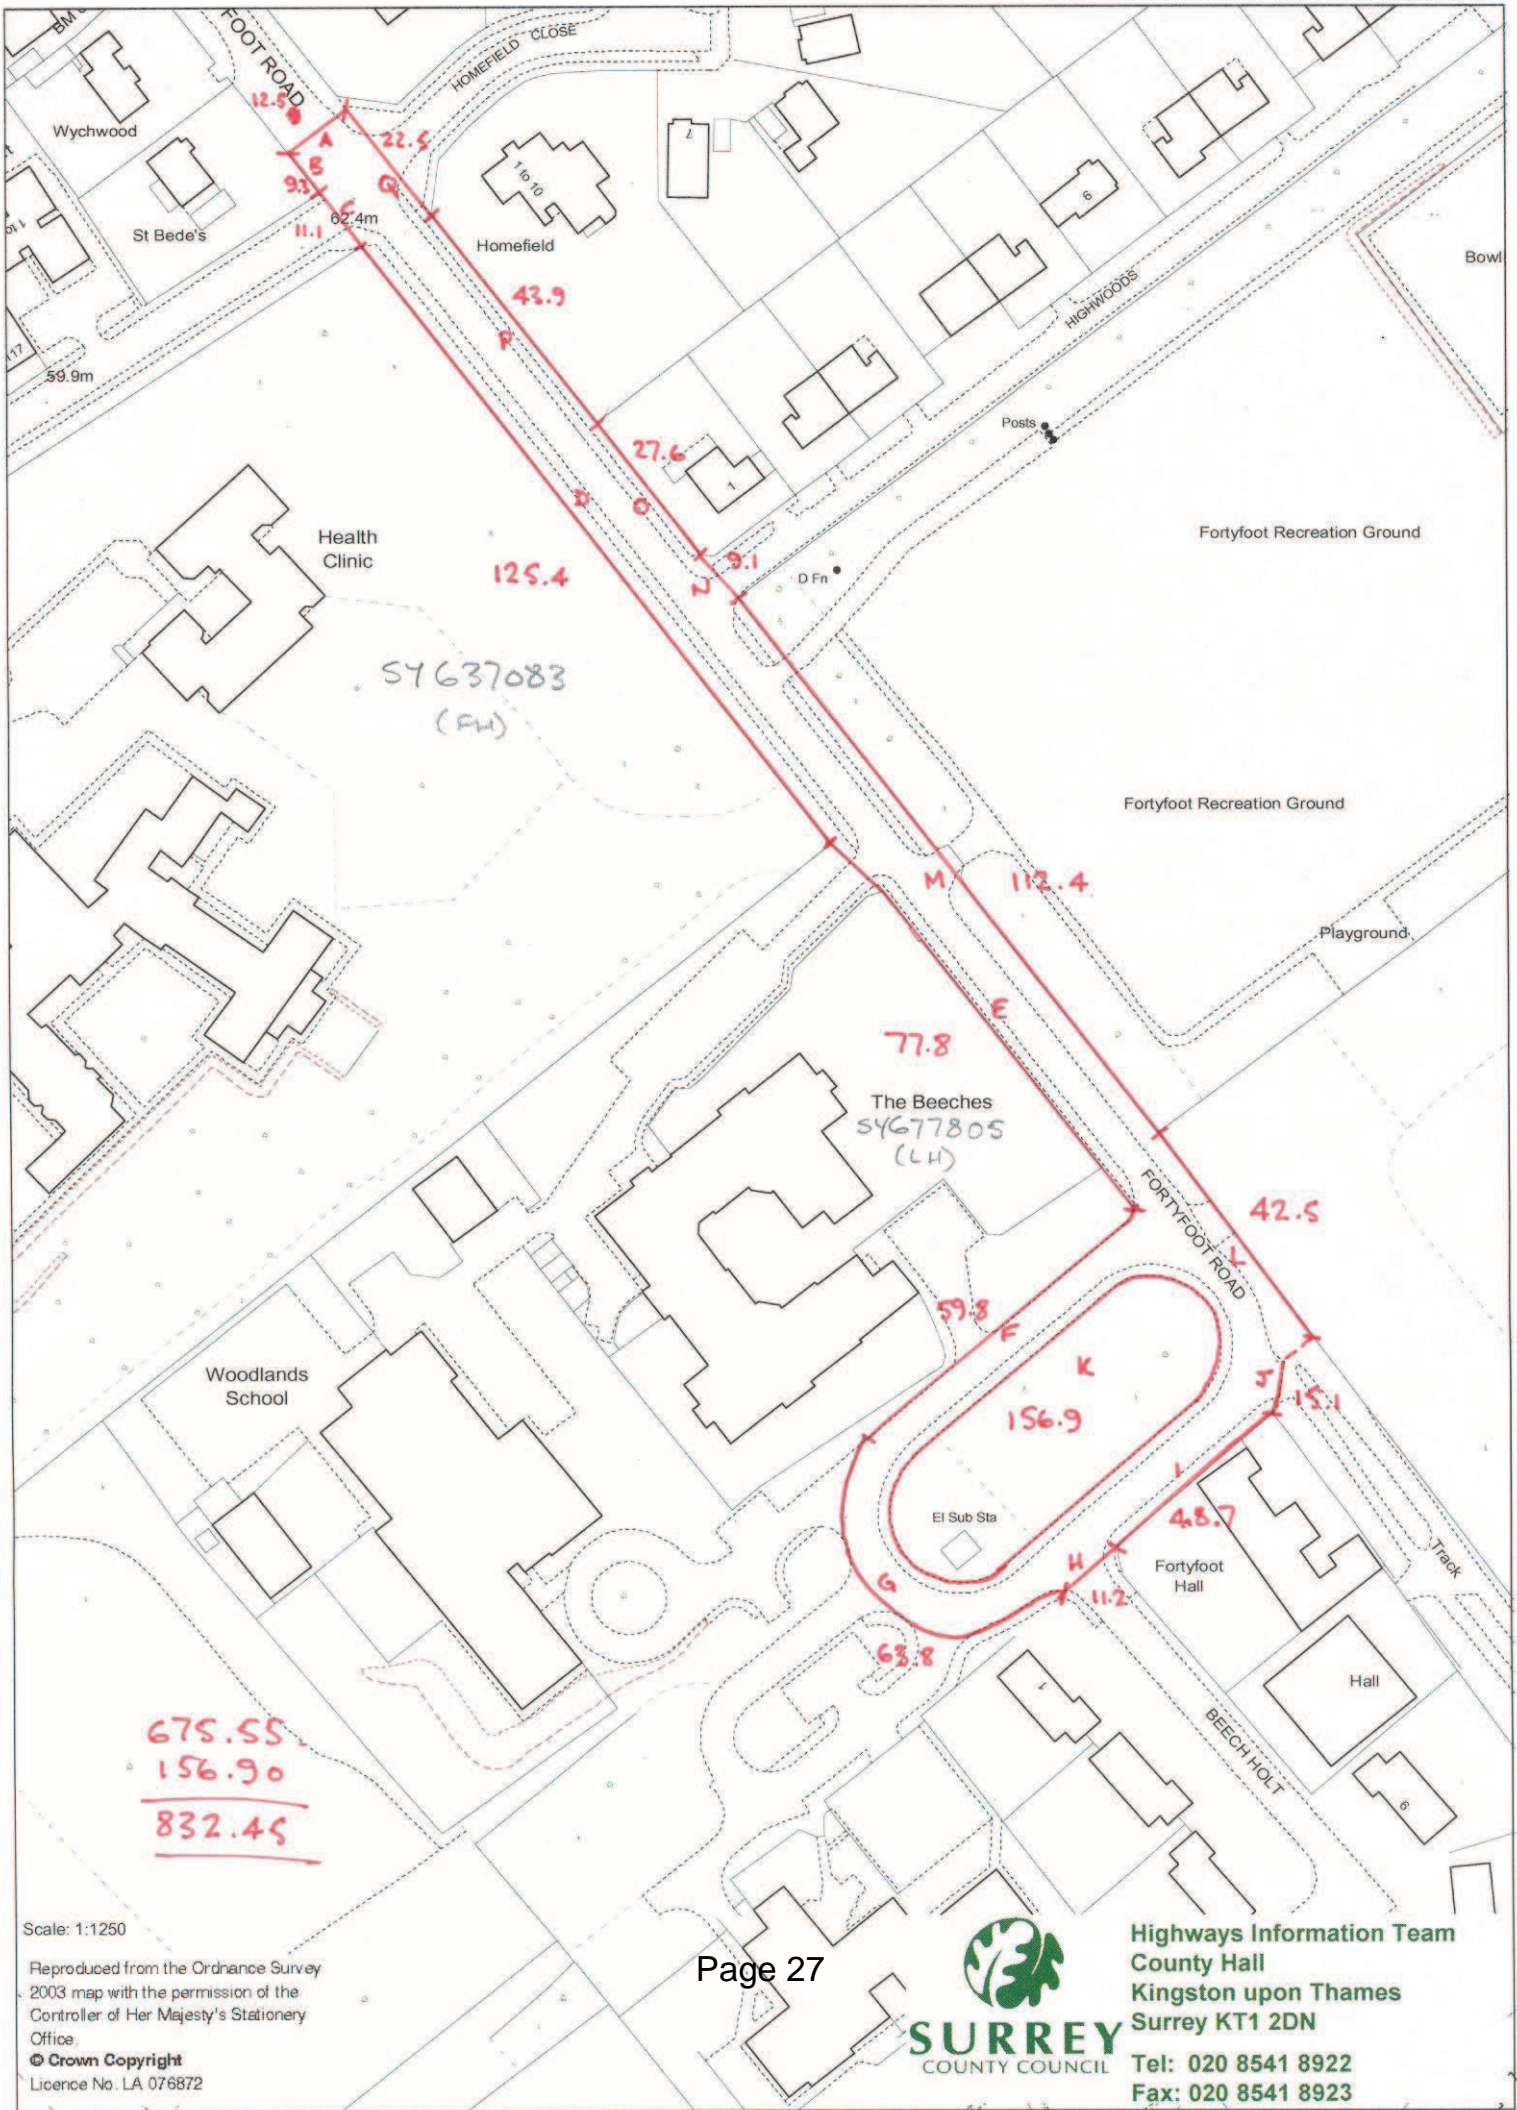 FOOT ROAD
HOMEFIELD CLOSE
12.5
Wychwood
A
22.5
7
B
Q
1 to 10
9.3
C
62.4m
6
St Bede's
11.1
Homefield
Bowl
43.9
HIGHWOODS
P
17
59.9m
Posts
27.6
1
D
O
Health
Clinic
Fortyfoot Recreation Ground
125.4
9.1
N
D Fn
SY637083
(FH)
Fortyfoot Recreation Ground
M
112.4
Playground
E
77.8
The Beeches
SY677805
(LH)
FORTYFOOT ROAD
42.5
L
59.8
F
Woodlands
School
K
J
15.1
156.9
I
El Sub Sta
48.7
H
Fortyfoot
Hall
Track
G
11.2
63.8
1
Hall
BEECH HOLT
6
675.55
156.90
832.45
Scale: 1:1250
Reproduced from the Ordnance Survey
2003 map with the permission of the
Controller of Her Majesty's Stationery
Office.
© Crown Copyright
Licence No. LA 076872
Page 27
SURREY
COUNTY COUNCIL
Highways Information Team
County Hall
Kingston upon Thames
Surrey KT1 2DN
Tel: 020 8541 8922
Fax: 020 8541 8923